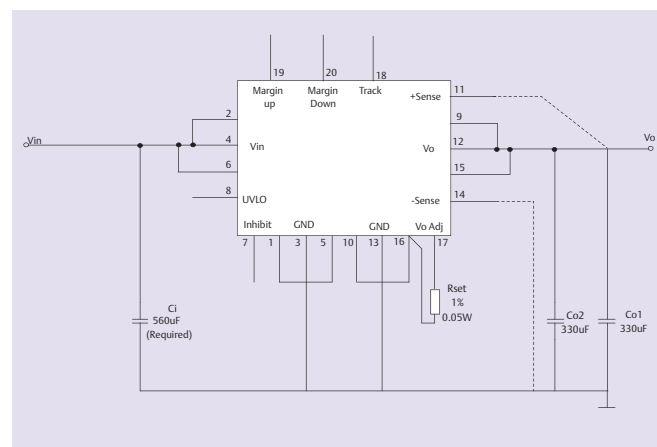 19
20
18
Margin up
Margin Down
Track
+Sense
11
2
9
Vin
4
Vin
Vo
12
Vo
6
15
8
UVLO
-Sense
14
Inhibit
GND
GND
Vo Adj
7
1
3
5
10
13
16
17
Rset
1%
0.05W
Ci
560uF
(Required)
Co2
330uF
Co1
330uF